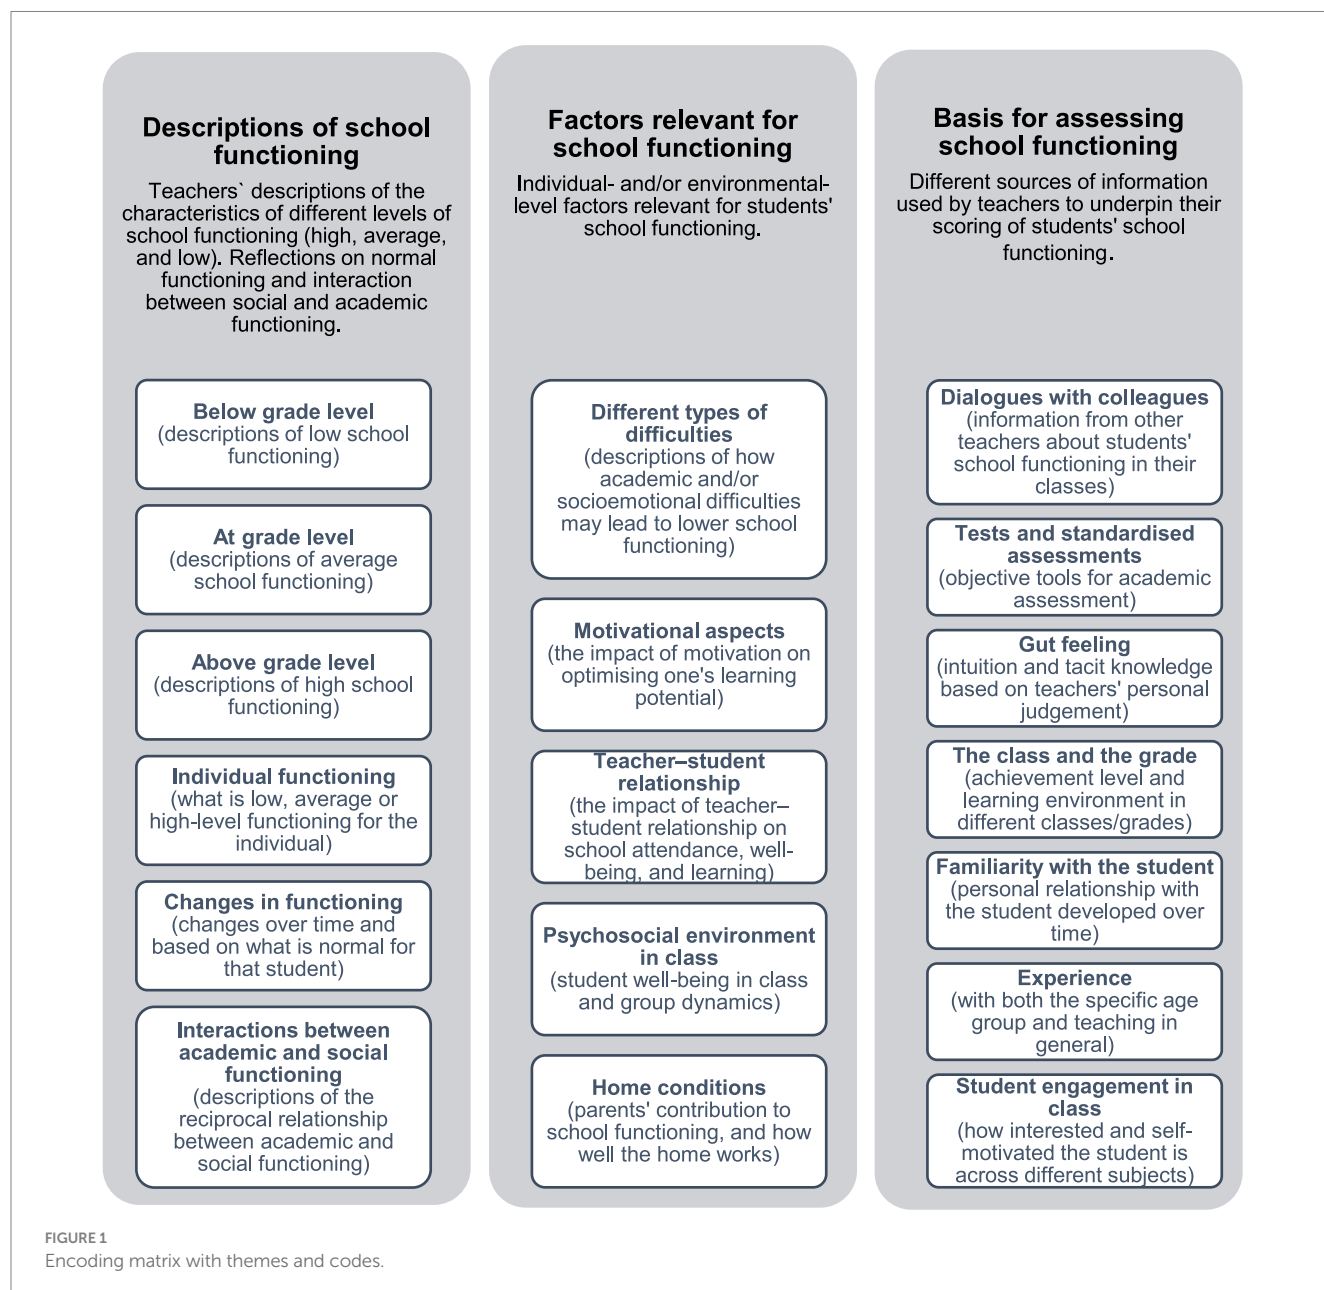 Descriptions of school
functioning
Teachers` descriptions of the
characteristics of different levels of
school functioning (high, average,
and low). Reflections on normal
functioning and interaction
between social and academic
functioning.
Below grade level
(descriptions of low school
functioning)
At grade level
(descriptions of average
school functioning)
Above grade level
(descriptions of high school
functioning)
Individual functioning
(what is low, average or
high-level functioning for the
individual)
Changes in functioning
(changes over time and
based on what is normal for
that student)
Interactions between
academic and social
functioning
(descriptions of the
reciprocal relationship
between academic and
social functioning)
Factors relevant for
school functioning
Individual- and/or environmental-
level factors relevant for students'
school functioning.
Different types of
difficulties
(descriptions of how
academic and/or
socioemotional difficulties
may lead to lower school
functioning)
Motivational aspects
(the impact of motivation on
optimising one's learning
potential)
Teacher–student
relationship
(the impact of teacher–
student relationship on
school attendance, well-
being, and learning)
Psychosocial environment
in class
(student well-being in class
and group dynamics)
Home conditions
(parents' contribution to
school functioning, and how
well the home works)
Basis for assessing
school functioning
Different sources of information
used by teachers to underpin their
scoring of students' school
functioning.
Dialogues with colleagues
(information from other
teachers about students'
school functioning in their
classes)
Tests and standardised
assessments
(objective tools for academic
assessment)
Gut feeling
(intuition and tacit knowledge
based on teachers' personal
judgement)
The class and the grade
(achievement level and
learning environment in
different classes/grades)
Familiarity with the student
(personal relationship with
the student developed over
time)
Experience
(with both the specific age
group and teaching in
general)
Student engagement in
class
(how interested and self-
motivated the student is
across different subjects)
FIGURE 1
Encoding matrix with themes and codes.